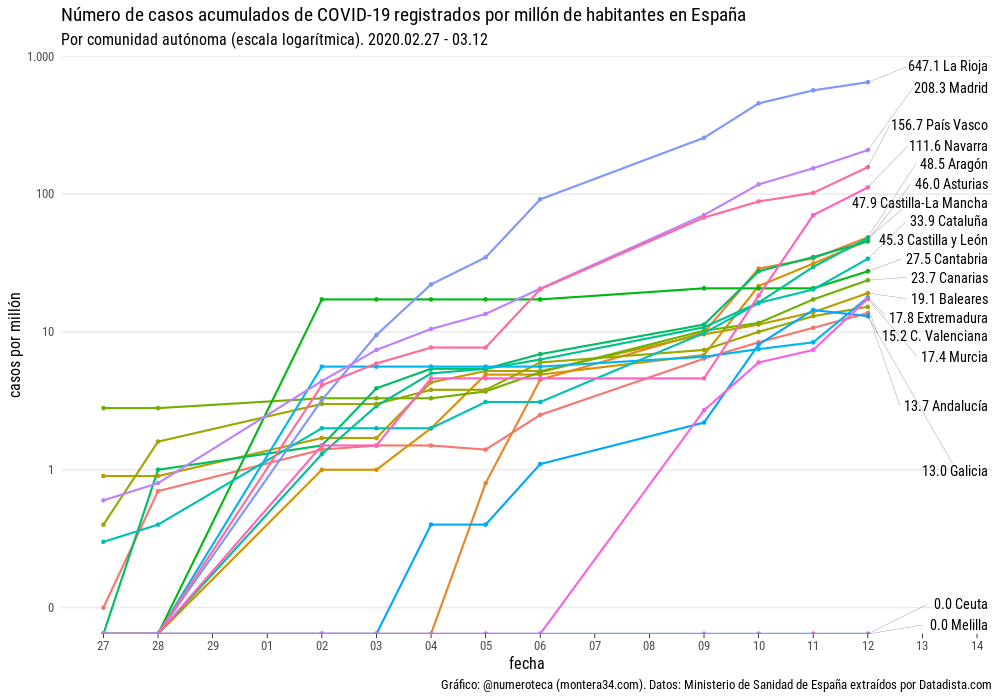 Número de casos acumulados de COVID-19 registrados por millón de habitantes en España
Por comunidad autónoma (escala logarítmica). 2020.02.27 - 03.12
casos por millón
1.000
100
10
1
0
647.1 La Rioja
208.3 Madrid
156.7 País Vasco
111.6 Navarra
48.5 Aragón
46.0 Asturias
47.9 Castilla-La Mancha
33.9 Cataluña
45.3 Castilla y León
27.5 Cantabria
23.7 Canarias
19.1 Baleares
17.8 Extremadura
15.2 C. Valenciana
17.4 Murcia
13.7 Andalucía
13.0 Galicia
0.0 Ceuta
0.0 Melilla
27 28 29 01 02 03 04 05 06 07 08 09 10 11 12 13 14
fecha
Gráfico: @numeroteca (montera34.com). Datos: Ministerio de Sanidad de España extraídos por Datadista.com